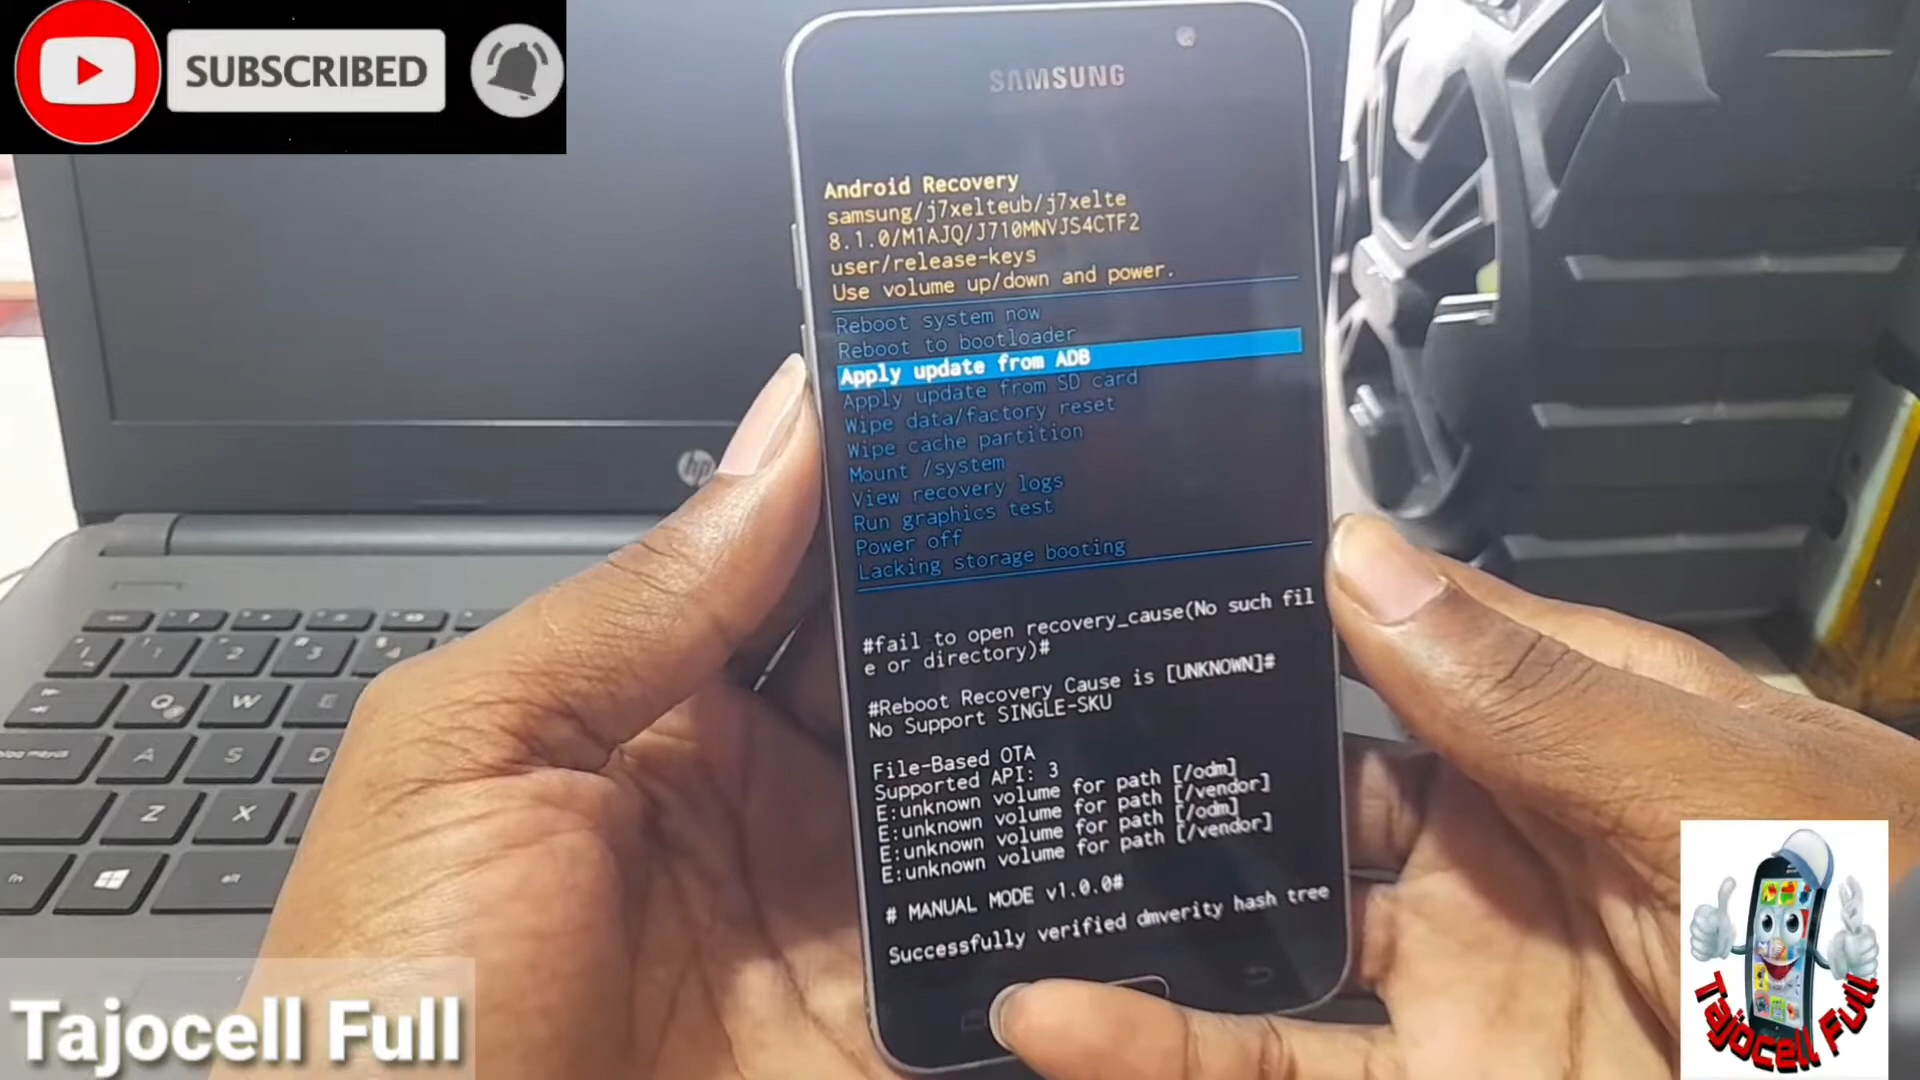 SUBSCRIBED
SAMSUNG
Android Recovery
samsung/j7xelteub/j7xelte
8.1.0/M1AJQ/J710MNVJS4CTF2
user/release-keys
Use volume up/down and power.
Reboot system now
Reboot to bootloader
Apply update from ADB
Apply update from SD card
Wipe data/factory reset
Wipe cache partition
Mount /system
View recovery logs
Run graphics test
Power off
Lacking storage booting
#fail to open recovery_cause(No such fil
e or directory)#
#Reboot Recovery Cause is [UNKNOWN]#
No Support SINGLE-SKU
File-Based OTA
Supported API: 3
E:unknown volume for path [/odm]
E:unknown volume for path [/vendor]
E:unknown volume for path [/odm]
E:unknown volume for path [/vendor]
# MANUAL MODE v1.0.0#
Successfully verified dmverity hash tree
hp
Q W E
A S D
Z X
fn
alt
Tajocell Full
Tajocell Full